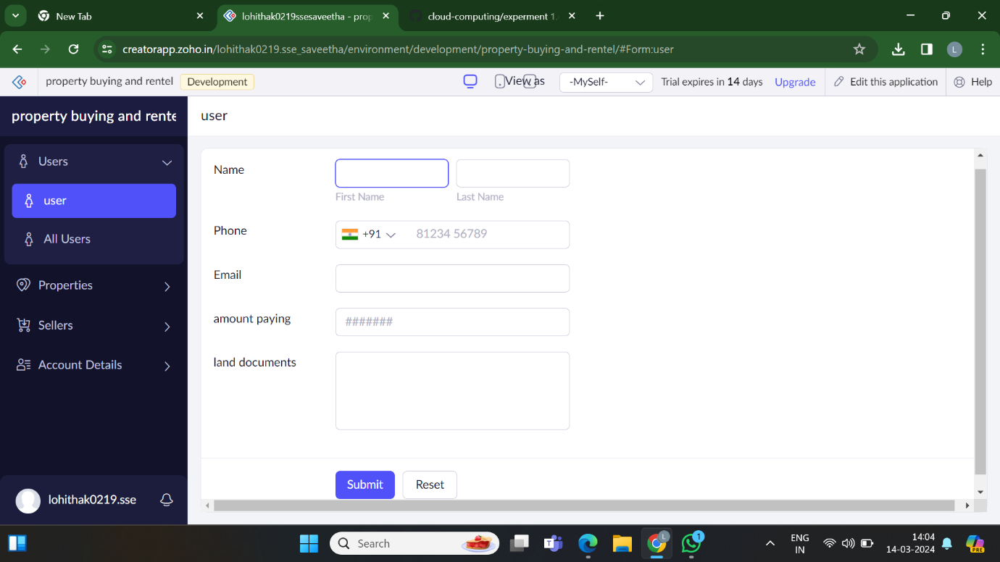 New Tab
lohithak0219ssesaveetha - prop
cloud-computing/experment 1.
creatorapp.zoho.in/lohithak0219.sse_saveetha/environment/development/property-buying-and-rentel/#Form:user
L
property buying and rentel
Development
View as
-MySelf-
Trial expires in 14 days
Upgrade
Edit this application
Help
property buying and rente
user
Users
user
All Users
Properties
Sellers
Account Details
lohithak0219.sse
Name
First Name
Last Name
Phone
+91
81234 56789
Email
amount paying
#######
land documents
Submit
Reset
Search
T
L
1
ENG
IN
14:04
14-03-2024
PRE